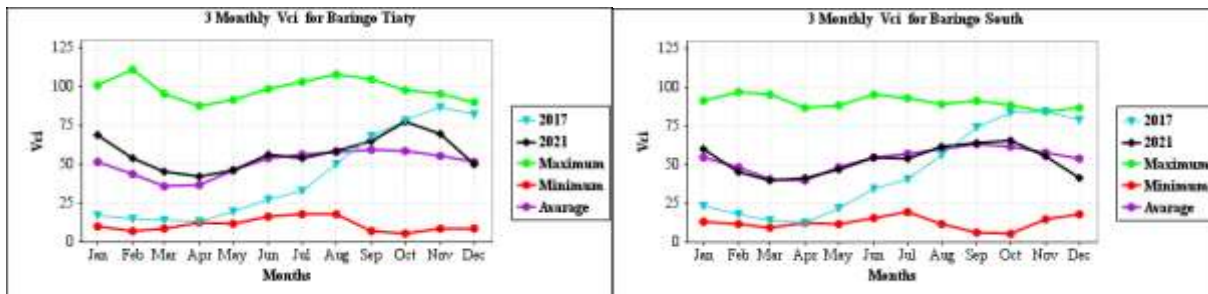 3 Monthly Vci for Baringo Tiaty
125
100
75
50
25
0
Vci
Jan Feb Mar Apr May Jun Jul Aug Sep Oct Nov Dec
Months
2017
2021
Maximum
Minimum
Avarage
3 Monthly Vci for Baringo South
125
100
75
50
25
0
Vci
Jan Feb Mar Apr May Jun Jul Aug Sep Oct Nov Dec
Months
2017
2021
Maximum
Minimum
Avarage